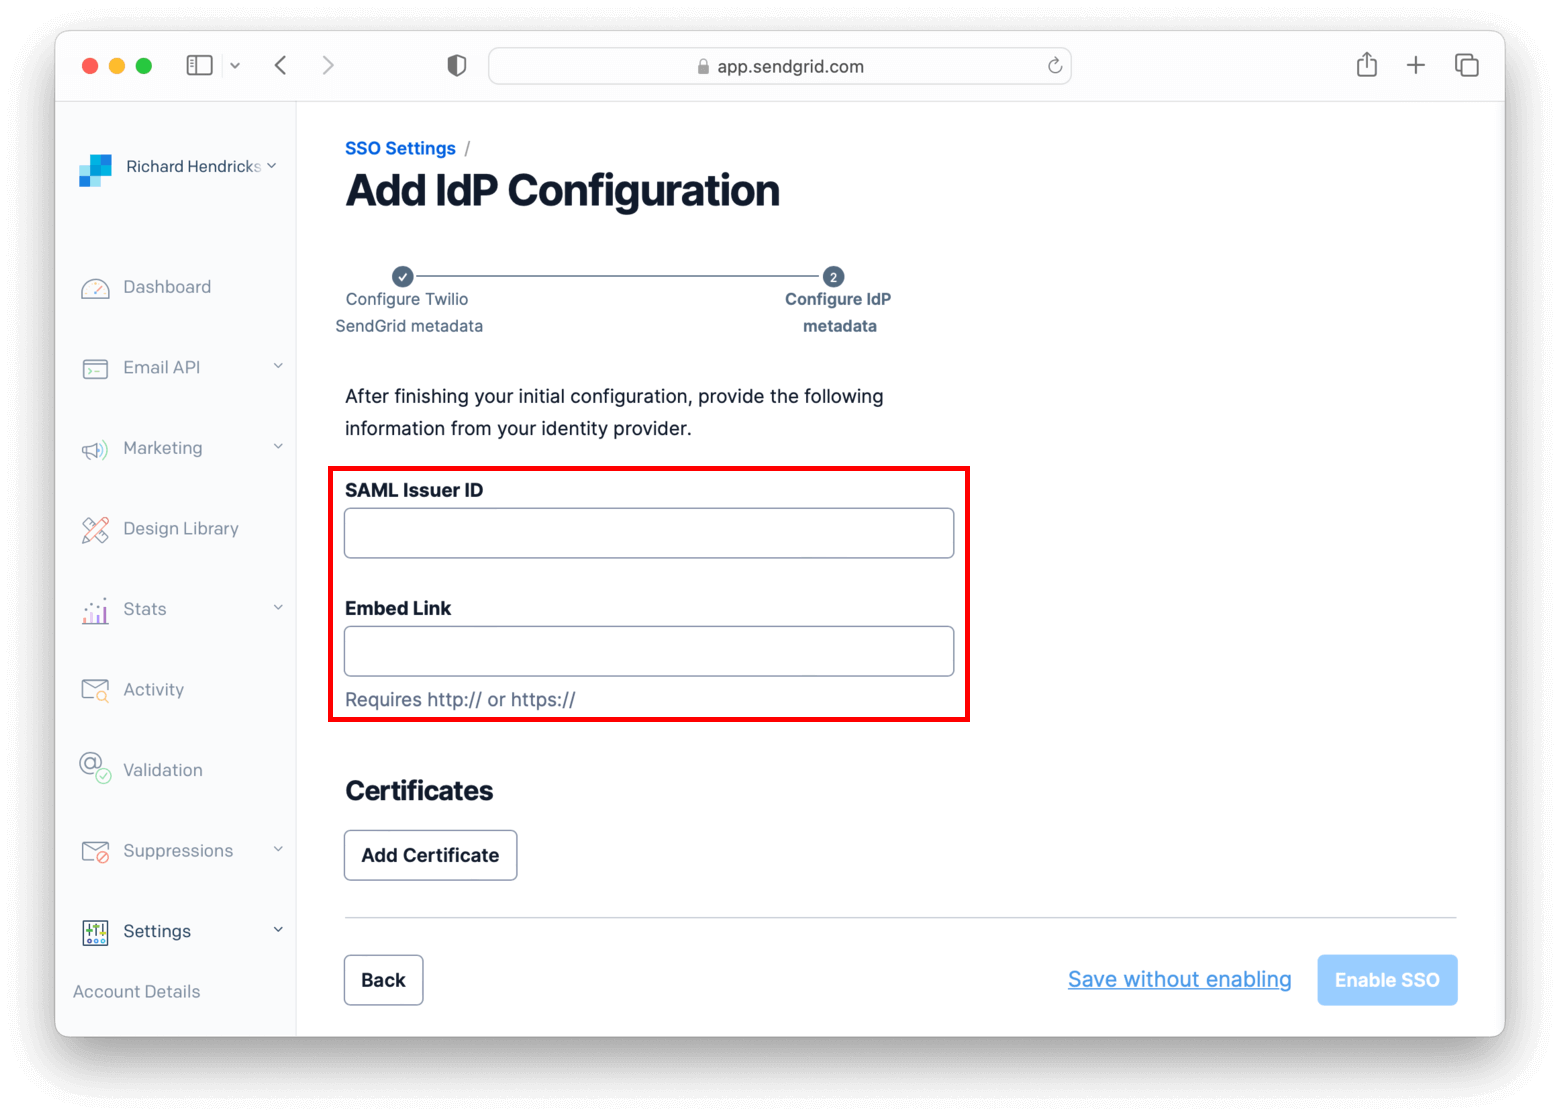 app.sendgrid.com
Richard Hendricks
Dashboard
Email API
Marketing
Design Library
Stats
Activity
Validation
Suppressions
Settings
Account Details
SSO Settings /
Add IdP Configuration
2
Configure Twilio
SendGrid metadata
Configure IdP
metadata
After finishing your initial configuration, provide the following
information from your identity provider.
SAML Issuer ID
Embed Link
Requires http:// or https://
Certificates
Add Certificate
Back
Save without enabling
Enable SSO